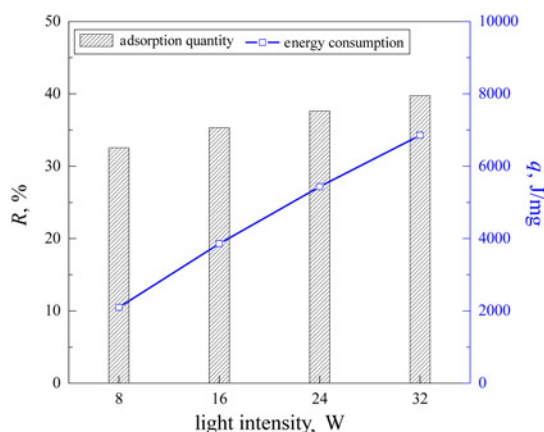 adsorption quantity
energy consumption
50
40
30
20
10
0
R, %
10000
8000
6000
4000
2000
0
q, J/mg
8 16 24 32
light intensity, W